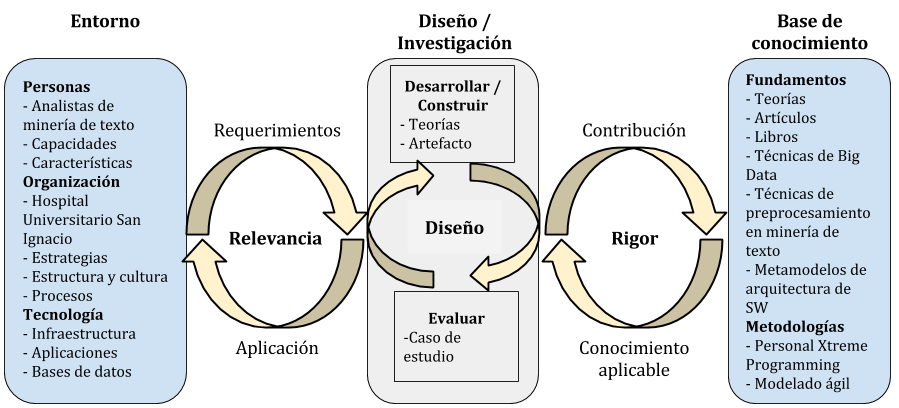 Entorno
Personas
- Analistas de
minería de texto
- Capacidades
- Características
Organización
- Hospital
Universitario San
Ignacio
- Estrategias
- Estructura y cultura
- Procesos
Tecnología
- Infraestructura
- Aplicaciones
- Bases de datos
Requerimientos
Relevancia
Aplicación
Diseño /
Investigación
Desarrollar /
Construir
- Teorías
- Artefacto
Diseño
Evaluar
-Caso de
estudio
Contribución
Rigor
Conocimiento
aplicable
Base de
conocimiento
Fundamentos
- Teorías
- Artículos
- Libros
- Técnicas de Big
Data
- Técnicas de
preprocesamiento
en minería de
texto
- Metamodelos de
arquitectura de
SW
Metodologías
- Personal Xtreme
Programming
- Modelado ágil